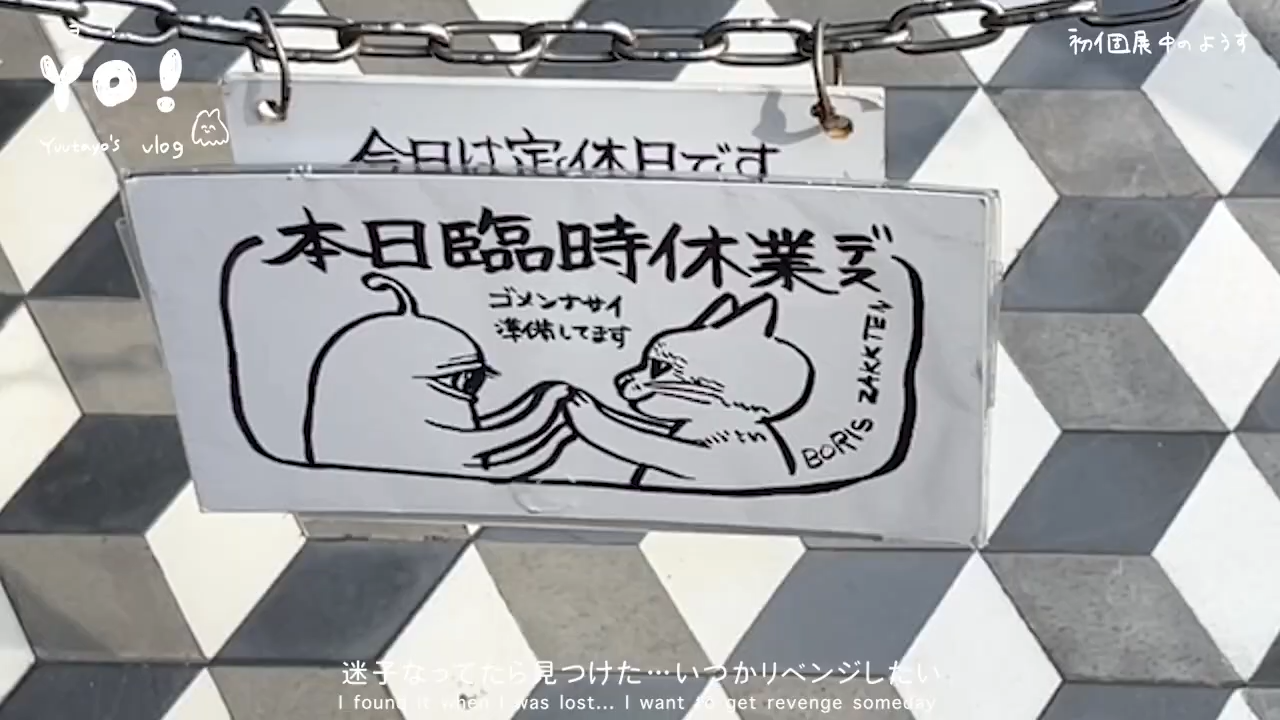 YO!
Yuutayo's vlog
初個展中のようす
今日は定休日です
本日臨時休業デス
ゴメンナサイ
準備してます
BORIS ZAKKTEN
迷子なってたら見つけた…いつかリベンジしたい
I found it when I was lost... I want to get revenge someday